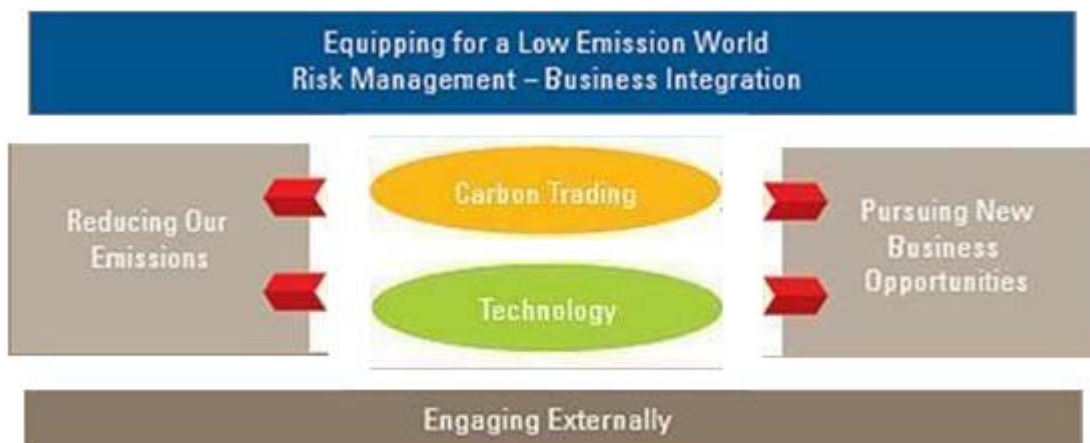 Equipping for a Low Emission World
Risk Management – Business Integration
Reducing Our
Emissions
Carbon Trading
Technology
Pursuing New
Business
Opportunities
Engaging Externally